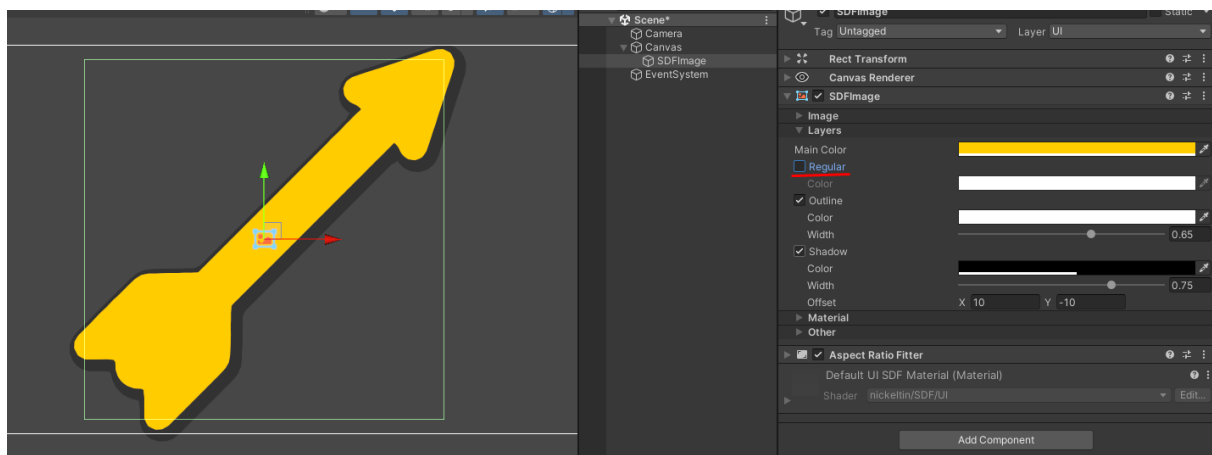 Scene*
Camera
Canvas
SDFImage
EventSystem
SDFImage
Static
Tag Untagged Layer UI
Rect Transform
Canvas Renderer
SDFImage
Image
Layers
Main Color
Regular
Color
Outline
Color
Width 0.65
Shadow
Color
Width 0.75
Offset X 10 Y -10
Material
Other
Aspect Ratio Fitter
Default UI SDF Material (Material)
Shader nickeltin/SDF/UI Edit...
Add Component